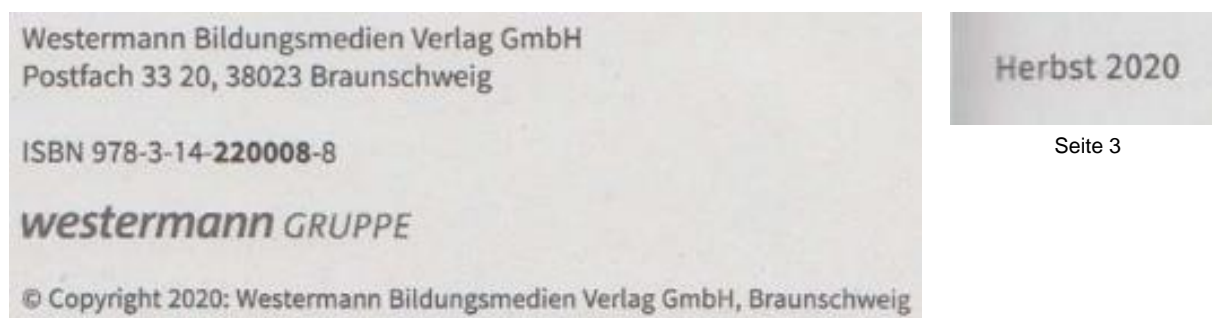 Westermann Bildungsmedien Verlag GmbH
Postfach 33 20, 38023 Braunschweig
ISBN 978-3-14-220008-8
westermann GRUPPE
© Copyright 2020: Westermann Bildungsmedien Verlag GmbH, Braunschweig
Herbst 2020
Seite 3